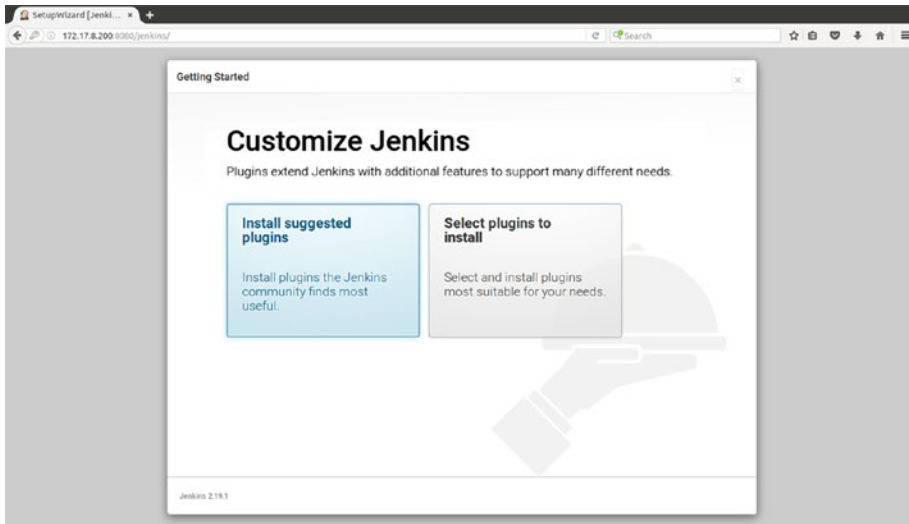 SetupWizard [Jenki... × +
172.17.8.200:8080/jenkins/
Search
Getting Started
×
Customize Jenkins
Plugins extend Jenkins with additional features to support many different needs.
Install suggested
plugins
Install plugins the Jenkins
community finds most
useful.
Select plugins to
install
Select and install plugins
most suitable for your needs.
Jenkins 2.19.1